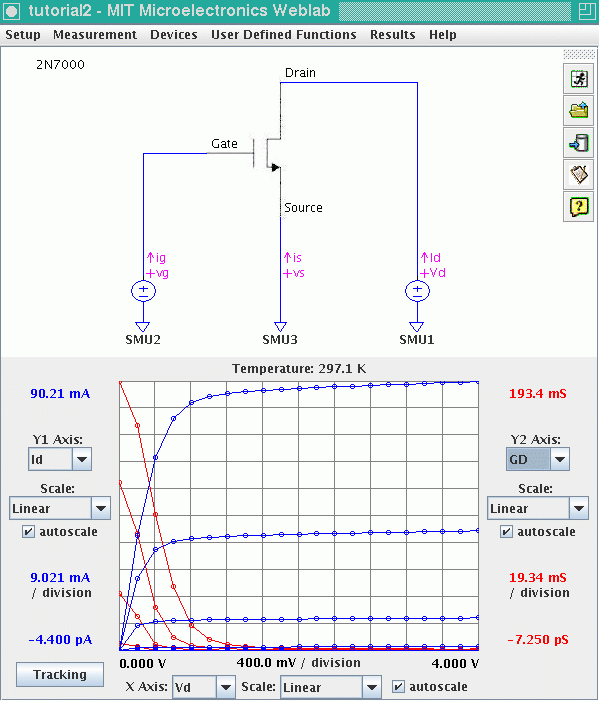 tutorial2 - MIT Microelectronics Weblab
Setup Measurement Devices User Defined Functions Results Help
2N7000
Drain
Gate
Source
ig
+vg
is
+vs
Id
+Vd
SMU2
SMU3
SMU1
Temperature: 297.1 K
90.21 mA
193.4 mS
Y1 Axis:
Id
Y2 Axis:
GD
Scale:
Linear
autoscale
Scale:
Linear
autoscale
9.021 mA
/ division
19.34 mS
/ division
-4.400 pA
-7.250 pS
0.000 V
400.0 mV / division
4.000 V
Tracking
X Axis: Vd Scale: Linear autoscale